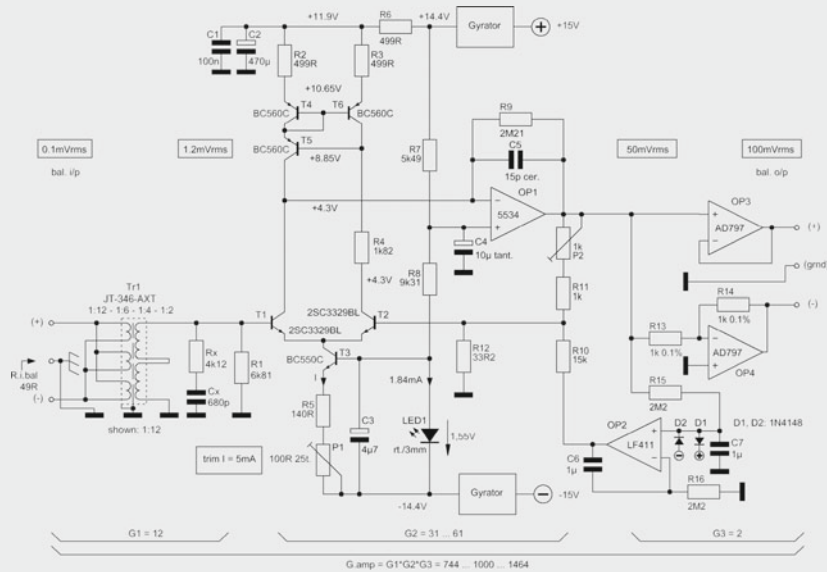 +11.9V
R6
499R
+14.4V
Gyrator
+15V
C1
100n
C2
470µ
R2
499R
R3
499R
+10.65V
T4
T6
BC560C
BC560C
T5
BC560C
+8.85V
R7
5k49
R9
2M21
C5
15p cer.
0.1mVrms
bal. i/p
1.2mVrms
50mVrms
100mVrms
bal. o/p
OP1
5534
+4.3V
C4
10µ tant.
OP3
AD797
(+)
(grnd)
R4
1k82
+4.3V
R8
9k31
1k
P2
R11
1k
R14
1k 0.1%
(-)
Tr1
JT-346-AXT
1:12 - 1:6 - 1:4 - 1:2
T1
2SC3329BL
T2
2SC3329BL
R13
1k 0.1%
AD797
OP4
(+)
R.i.bal
49R
(-)
shown: 1:12
Rx
4k12
Cx
680p
R1
6k81
BC550C
T3
I
R12
33R2
R10
15k
R15
2M2
1.84mA
R5
140R
C3
4µ7
LED1
rt./3mm
1,55V
OP2
LF411
D2
D1
D1, D2: 1N4148
C7
1µ
C6
1µ
R16
2M2
trim I = 5mA
100R 25t.
P1
-14.4V
Gyrator
-15V
G1 = 12
G2 = 31 ... 61
G3 = 2
G.amp = G1*G2*G3 = 744 ... 1000 ... 1464